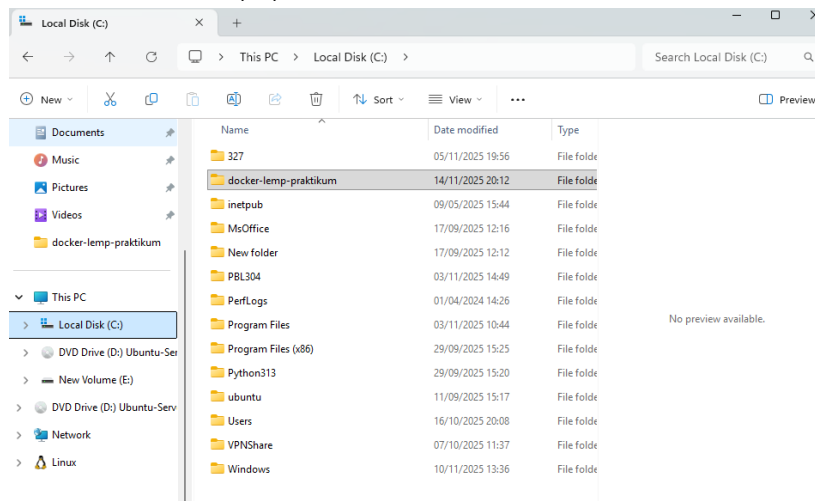 Local Disk (C:)
This PC > Local Disk (C:) >
Search Local Disk (C:)
New
Sort
View
Preview
Name
Date modified
Type
Documents
Music
Pictures
Videos
docker-lemp-praktikum
This PC
Local Disk (C:)
DVD Drive (D:) Ubuntu-Ser
New Volume (E:)
DVD Drive (D:) Ubuntu-Serv
Network
Linux
327 05/11/2025 19:56 File folde
docker-lemp-praktikum 14/11/2025 20:12 File folde
inetpub 09/05/2025 15:44 File folde
MsOffice 17/09/2025 12:16 File folde
New folder 17/09/2025 12:12 File folde
PBL304 03/11/2025 14:49 File folde
PerfLogs 01/04/2024 14:26 File folde
Program Files 03/11/2025 10:44 File folde
Program Files (x86) 29/09/2025 15:25 File folde
Python313 29/09/2025 15:20 File folde
ubuntu 11/09/2025 15:17 File folde
Users 16/10/2025 20:08 File folde
VPNShare 07/10/2025 11:37 File folde
Windows 10/11/2025 13:36 File folde
No preview available.